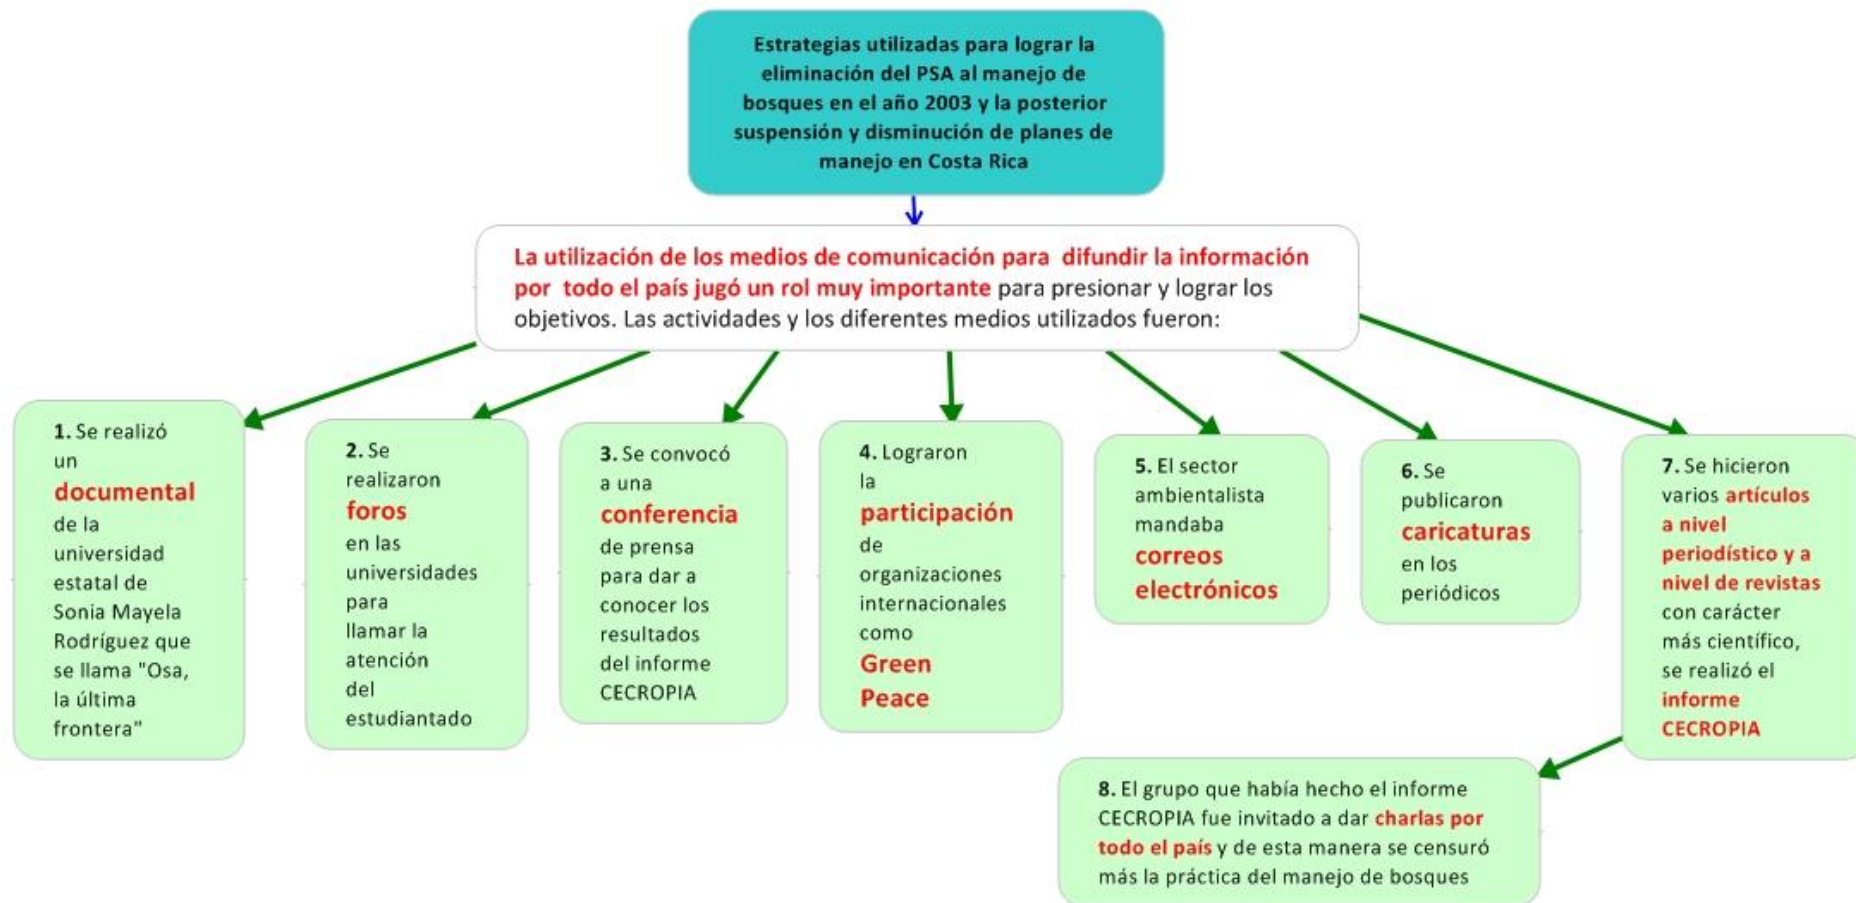 Estrategias utilizadas para lograr la
eliminación del PSA al manejo de
bosques en el año 2003 y la posterior
suspensión y disminución de planes de
manejo en Costa Rica
La utilización de los medios de comunicación para difundir la información
por todo el país jugó un rol muy importante para presionar y lograr los
objetivos. Las actividades y los diferentes medios utilizados fueron:
1. Se realizó
un
documental
de la
universidad
estatal de
Sonia Mayela
Rodríguez que
se llama "Osa,
la última
frontera"
2. Se
realizaron
foros
en las
universidades
para
llamar la
atención
del
estudiantado
3. Se convocó
a una
conferencia
de prensa
para dar a
conocer los
resultados
del informe
CECROPIA
4. Lograron
la
participación
de
organizaciones
internacionales
como
Green
Peace
5. El sector
ambientalista
mandaba
correos
electrónicos
6. Se
publicaron
caricaturas
en los
periódicos
7. Se hicieron
varios artículos
a nivel
periodístico y a
nivel de revistas
con carácter
más científico,
se realizó el
informe
CECROPIA
8. El grupo que había hecho el informe
CECROPIA fue invitado a dar charlas por
todo el país y de esta manera se censuró
más la práctica del manejo de bosques